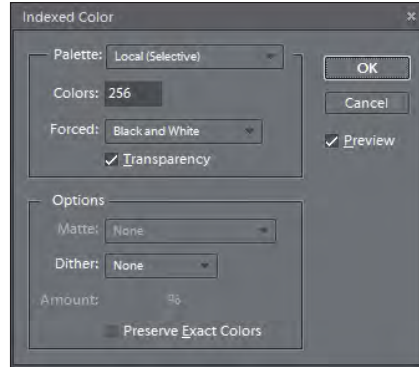 Indexed Color
Palette: Local (Selective)
OK
Colors: 256
Cancel
Forced: Black and White
Preview
Transparency
Options
Matte: None
Dither: None
Amount: %
Preserve Exact Colors